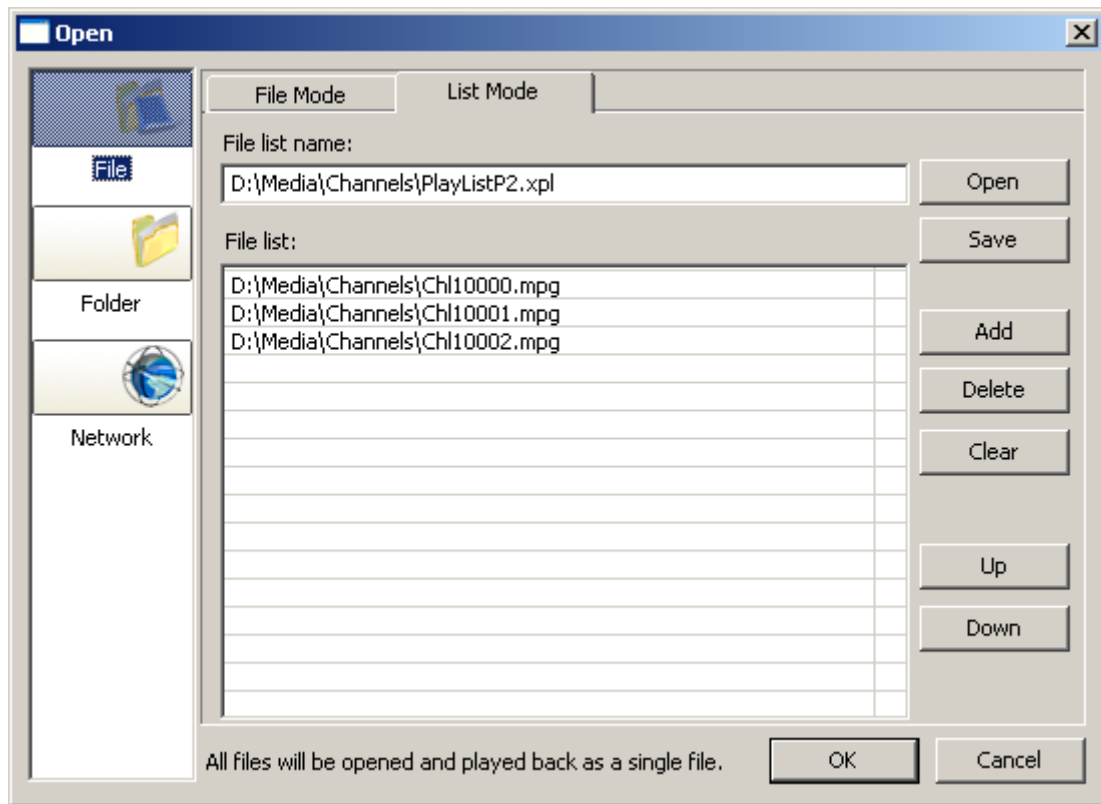 Open
File
Folder
Network
File Mode
List Mode
File list name:
D:\Media\Channels\PlayListP2.xpl
Open
Save
File list:
D:\Media\Channels\Chl10000.mpg
D:\Media\Channels\Chl10001.mpg
D:\Media\Channels\Chl10002.mpg
Add
Delete
Clear
Up
Down
All files will be opened and played back as a single file.
OK
Cancel